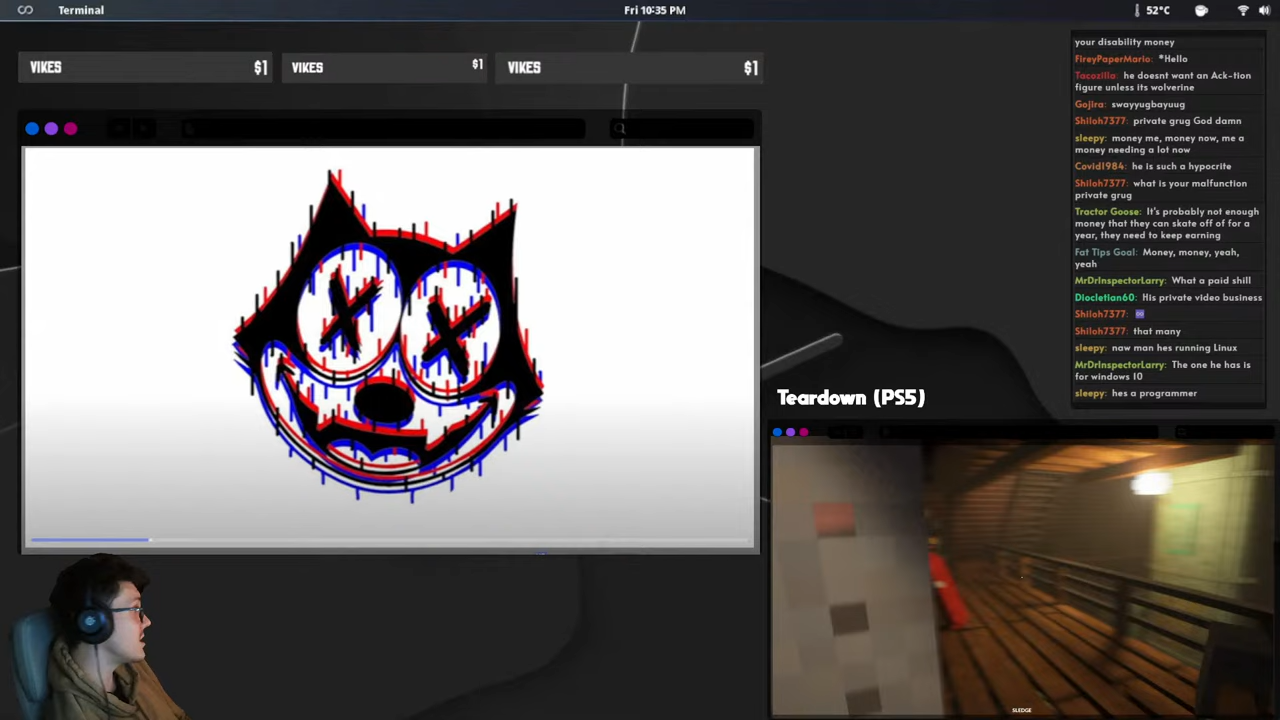 Terminal
Fri 10:35 PM
52°C
VIKES $1
VIKES $1
VIKES $1
your disability money
FireyPaperMario: *Hello
Tacozilla: he doesnt want an Ack-tion
figure unless its wolverine
Gojira: swayyugbayuug
Shiloh7377: private grug God damn
sleepy: money me, money now, me a
money needing a lot now
Covid1984: he is such a hypocrite
Shiloh7377: what is your malfunction
private grug
Tractor Goose: It's probably not enough
money that they can skate off of for a
year, they need to keep earning
Fat Tips Goal: Money, money, yeah,
yeah
MrDrInspectorLarry: What a paid shill
Diocletian60: His private video business
Shiloh7377: ♾
Shiloh7377: that many
sleepy: naw man hes running Linux
MrDrInspectorLarry: The one he has is
for windows 10
sleepy: hes a programmer
Teardown (PS5)
SLEDGE